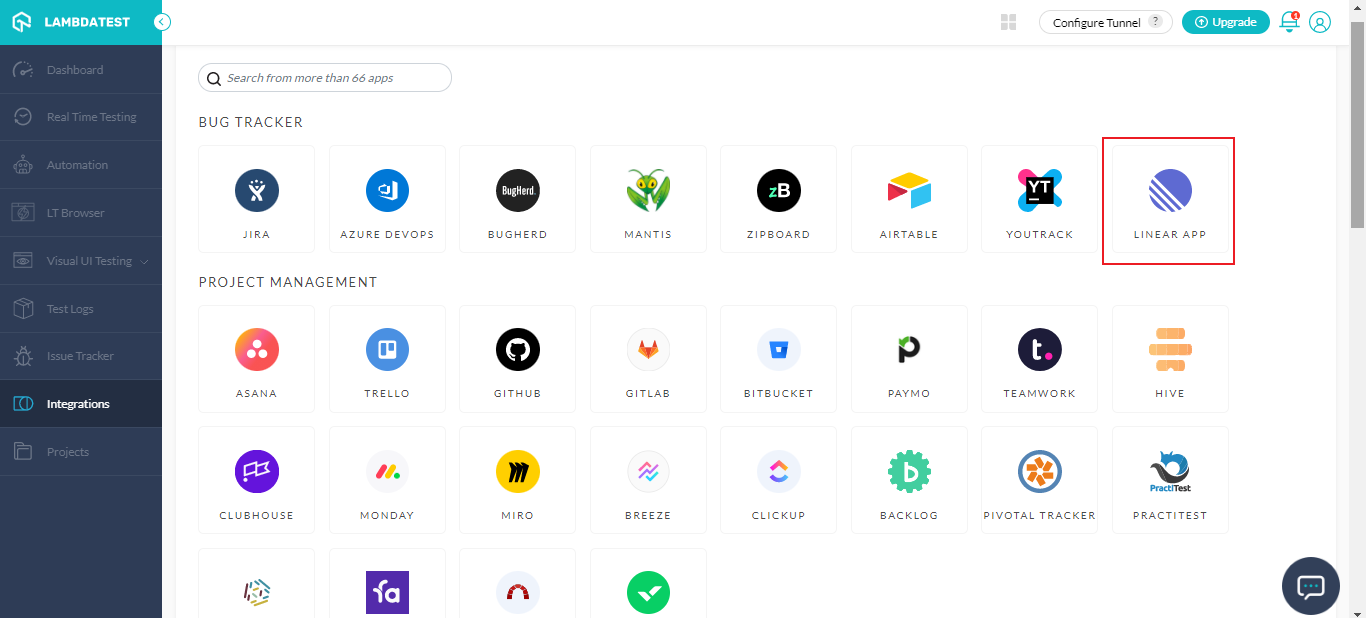 LAMBDATEST
Configure Tunnel ?
Upgrade
1
Dashboard
Real Time Testing
Automation
LT Browser
Visual UI Testing
Test Logs
Issue Tracker
Integrations
Projects
Search from more than 66 apps
BUG TRACKER
BugHerd.
zB
YT
JIRA
AZURE DEVOPS
BUGHERD
MANTIS
ZIPBOARD
AIRTABLE
YOUTRACK
LINEAR APP
PROJECT MANAGEMENT
t.
ASANA
TRELLO
GITHUB
GITLAB
BITBUCKET
PAYMO
TEAMWORK
HIVE
b
PractiTest
CLUBHOUSE
MONDAY
MIRO
BREEZE
CLICKUP
BACKLOG
PIVOTAL TRACKER
PRACTITEST
fa